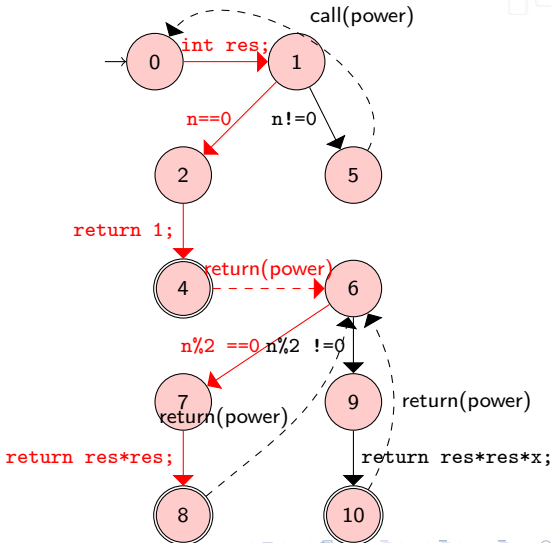 call(power)
int res;
0
1
n==0
n!=0
2
5
return 1;
return(power)
4
6
n%2 ==0
n%2 !=0
7
9
return(power)
return(power)
return res*res;
return res*res*x;
8
10